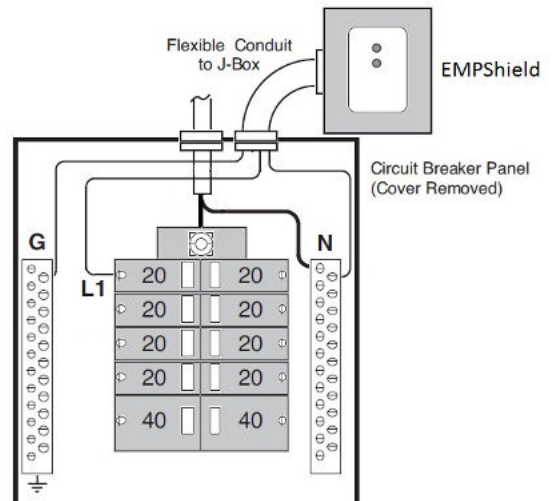 Flexible Conduit
to J-Box
EMPShield
Circuit Breaker Panel
(Cover Removed)
G
N
L1
20 20
20 20
20 20
20 20
40 40